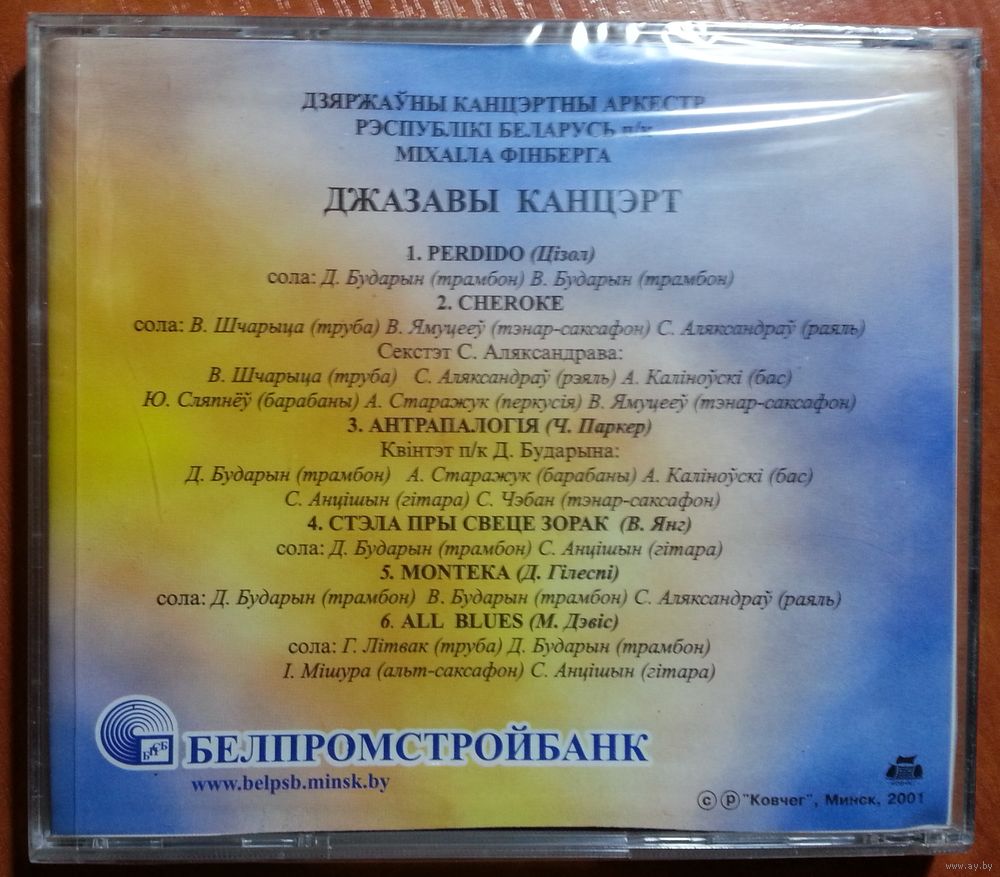 ДЗЯРЖАЎНЫ КАНЦЭРТНЫ АРКЕСТР
РЭСПУБЛІКІ БЕЛАРУСЬ п/к
МІХАІЛА ФІНБЕРГА
ДЖАЗАВЫ КАНЦЭРТ
1. PERDIDO (Цізол)
сола: Д. Бударын (трамбон) В. Бударын (трамбон)
2. CHEROKE
сола: В. Шчарыца (труба) В. Ямуцееў (тэнар-саксафон) С. Аляксандраў (раяль)
Секстэт С. Аляксандрава:
В. Шчарыца (труба) С. Аляксандраў (рэяль) А. Каліноўскі (бас)
Ю. Сляпнёў (барабаны) А. Старажук (перкусія) В. Ямуцееў (тэнар-саксафон)
3. АНТРАПАЛОГІЯ (Ч. Паркер)
Квінтэт п/к Д. Бударына:
Д. Бударын (трамбон) А. Старажук (барабаны) А. Каліноўскі (бас)
С. Анцішын (гітара) С. Чэбан (тэнар-саксафон)
4. СТЭЛА ПРЫ СВЕЦЕ ЗОРАК (В. Янг)
сола: Д. Бударын (трамбон) С. Анцішын (гітара)
5. MONTEKA (Д. Гілеспі)
сола: Д. Бударын (трамбон) В. Бударын (трамбон) С. Аляксандраў (раяль)
6. ALL BLUES (М. Дэвіс)
сола: Г. Літвак (труба) Д. Бударын (трамбон)
І. Мішура (альт-саксафон) С. Анцішын (гітара)
БПСБ
БЕЛПРОМСТРОЙБАНК
www.belpsb.minsk.by
© ℗ "Ковчег", Минск, 2001
www.ay.by